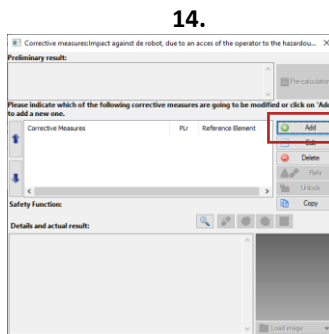 14.
Corrective measures:Impact against de robot, due to an acces of the operator to the hazardou...
Preliminary result:
Pre-calculation
Please indicate which of the following corrective measures are going to be modified or click on 'Add
to add a new one.
Corrective Measures PLr Reference Element
Add
Edit
Delete
Refe
Unlock
Copy
Safety Function:
Details and actual result:
Load image